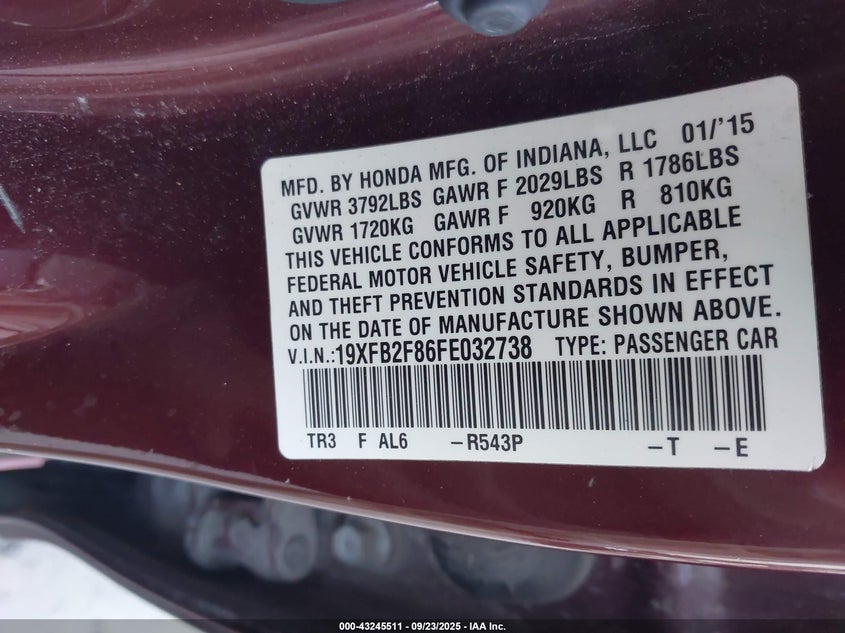 MFD. BY HONDA MFG. OF INDIANA, LLC 01/'15
GVWR 3792LBS GAWR F 2029LBS R 1786LBS
GVWR 1720KG GAWR F 920KG R 810KG
THIS VEHICLE CONFORMS TO ALL APPLICABLE
FEDERAL MOTOR VEHICLE SAFETY, BUMPER,
AND THEFT PREVENTION STANDARDS IN EFFECT
ON THE DATE OF MANUFACTURE SHOWN ABOVE.
V.I.N.:19XFB2F86FE032738 TYPE: PASSENGER CAR
TR3 F AL6 –R543P –T –E
000-43245511 - 09/23/2025 - IAA Inc.